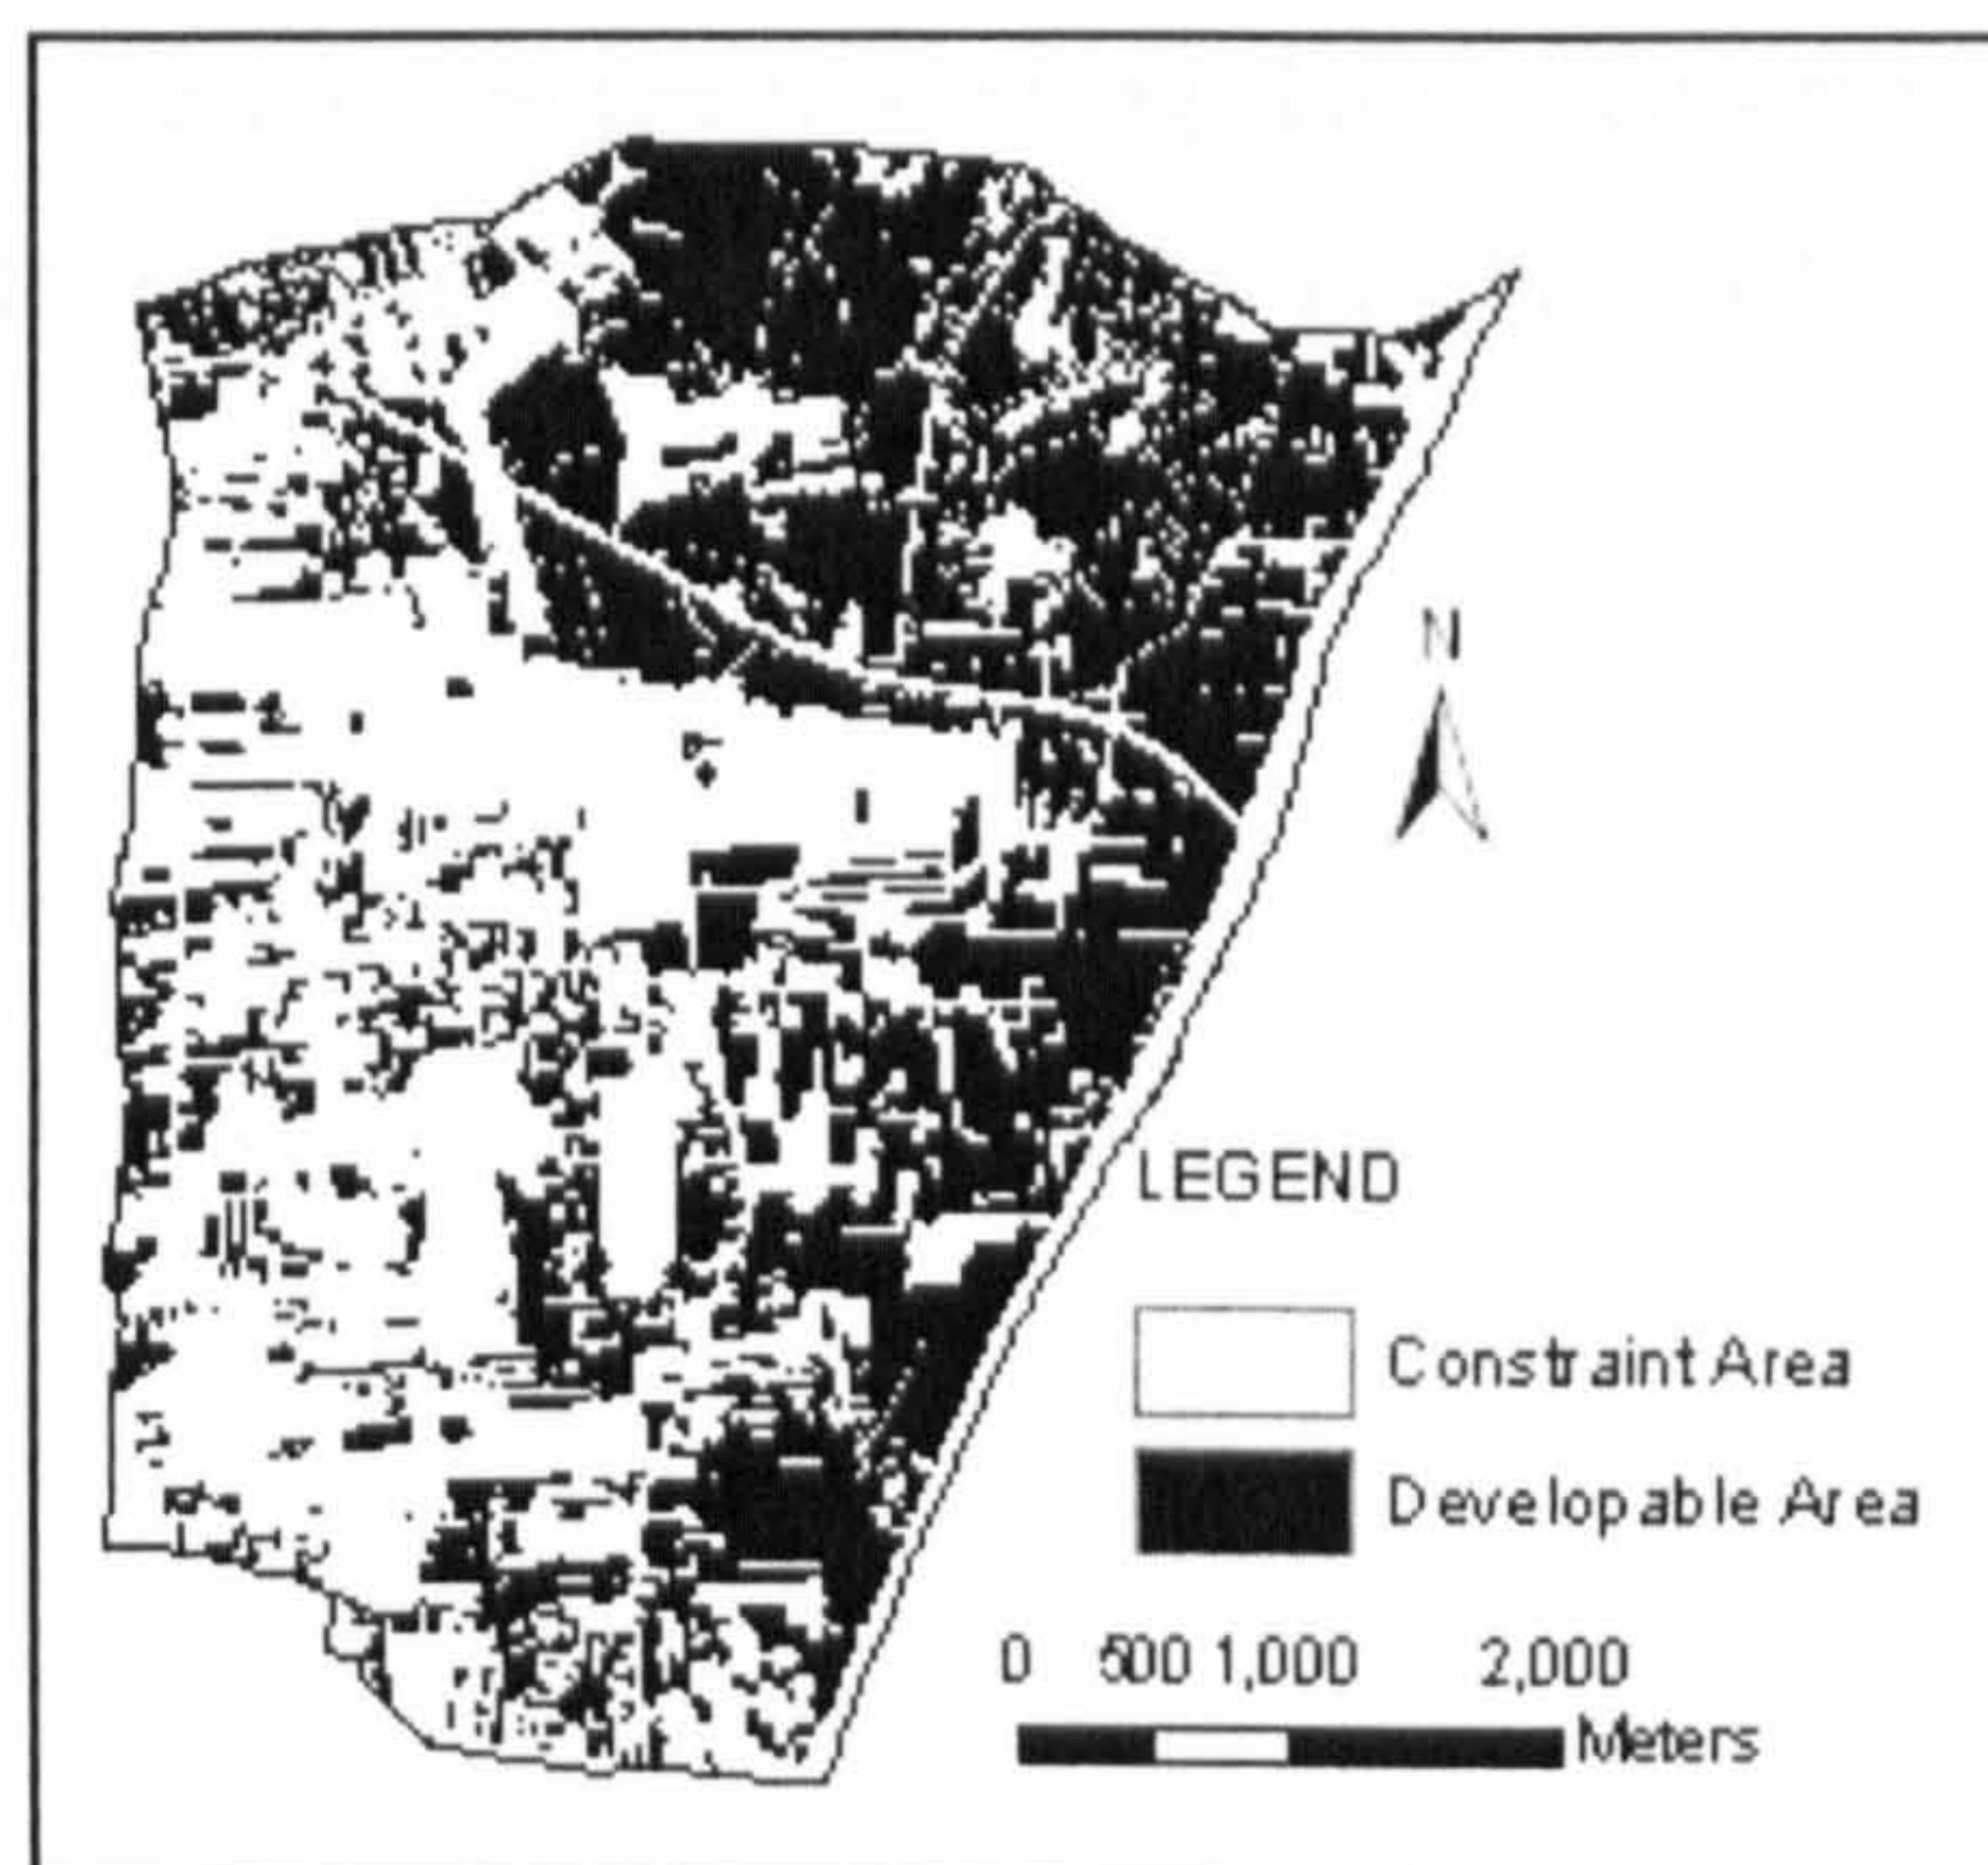 N
LEGEND
Constraint Area
Developable Area
0 500 1,000 2,000
Meters